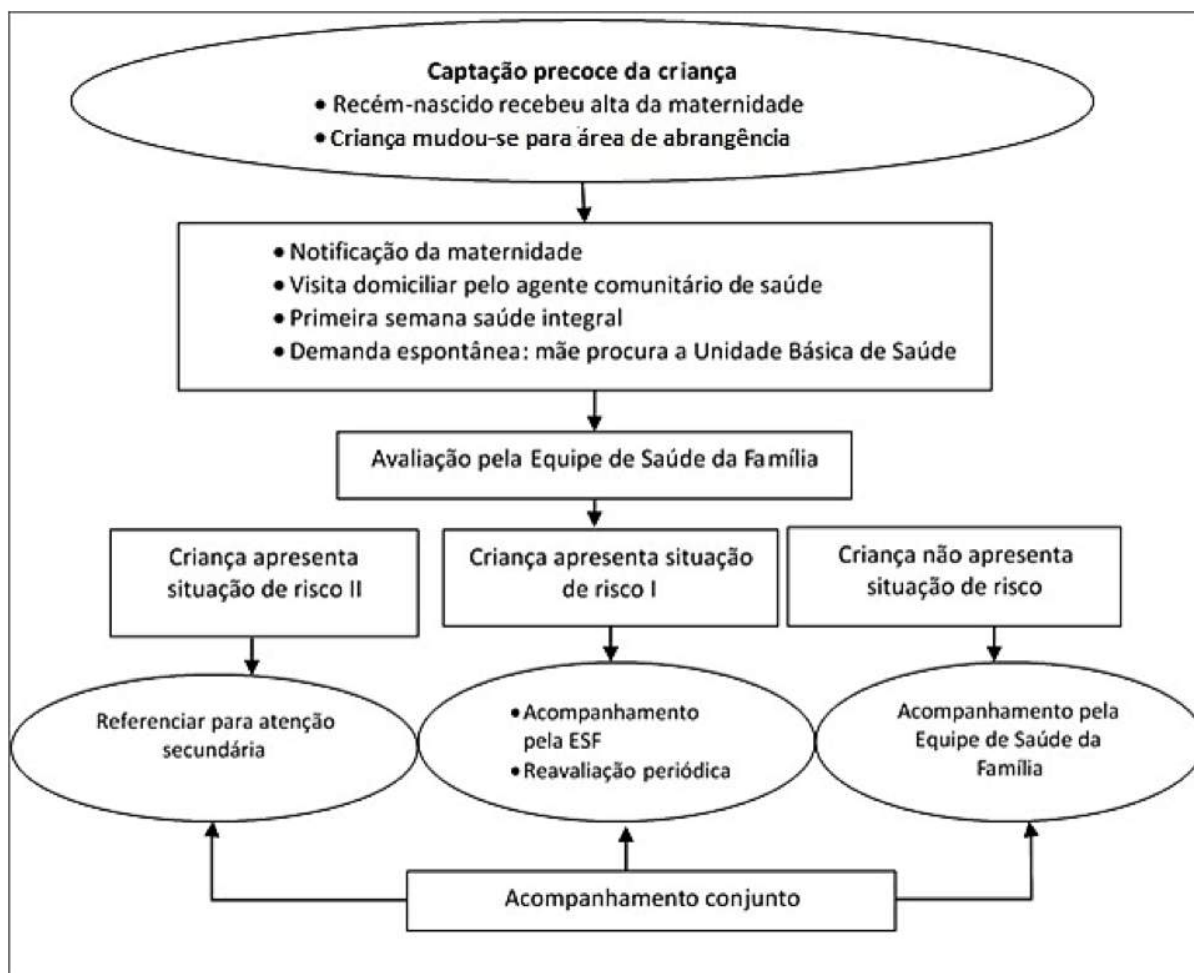 Captação precoce da criança
• Recém-nascido recebeu alta da maternidade
• Criança mudou-se para área de abrangência
• Notificação da maternidade
• Visita domiciliar pelo agente comunitário de saúde
• Primeira semana saúde integral
• Demanda espontânea: mãe procura a Unidade Básica de Saúde
Avaliação pela Equipe de Saúde da Família
Criança apresenta
situação de risco II
Criança apresenta situação
de risco I
Criança não apresenta
situação de risco
Referenciar para atenção
secundária
• Acompanhamento
pela ESF
• Reavaliação periódica
Acompanhamento pela
Equipe de Saúde da
Família
Acompanhamento conjunto